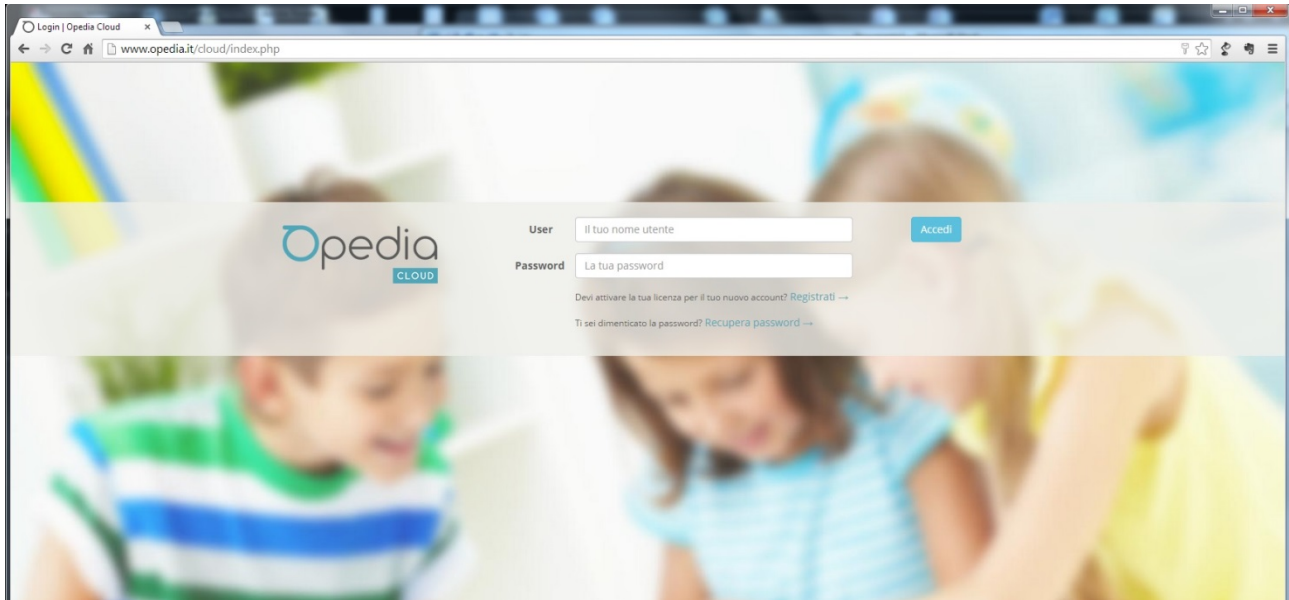 Login | Opedia Cloud
www.opedia.it/cloud/index.php
Opedia
CLOUD
User
Il tuo nome utente
Accedi
Password
La tua password
Devi attivare la tua licenza per il tuo nuovo account? Registrati →
Ti sei dimenticato la password? Recupera password →